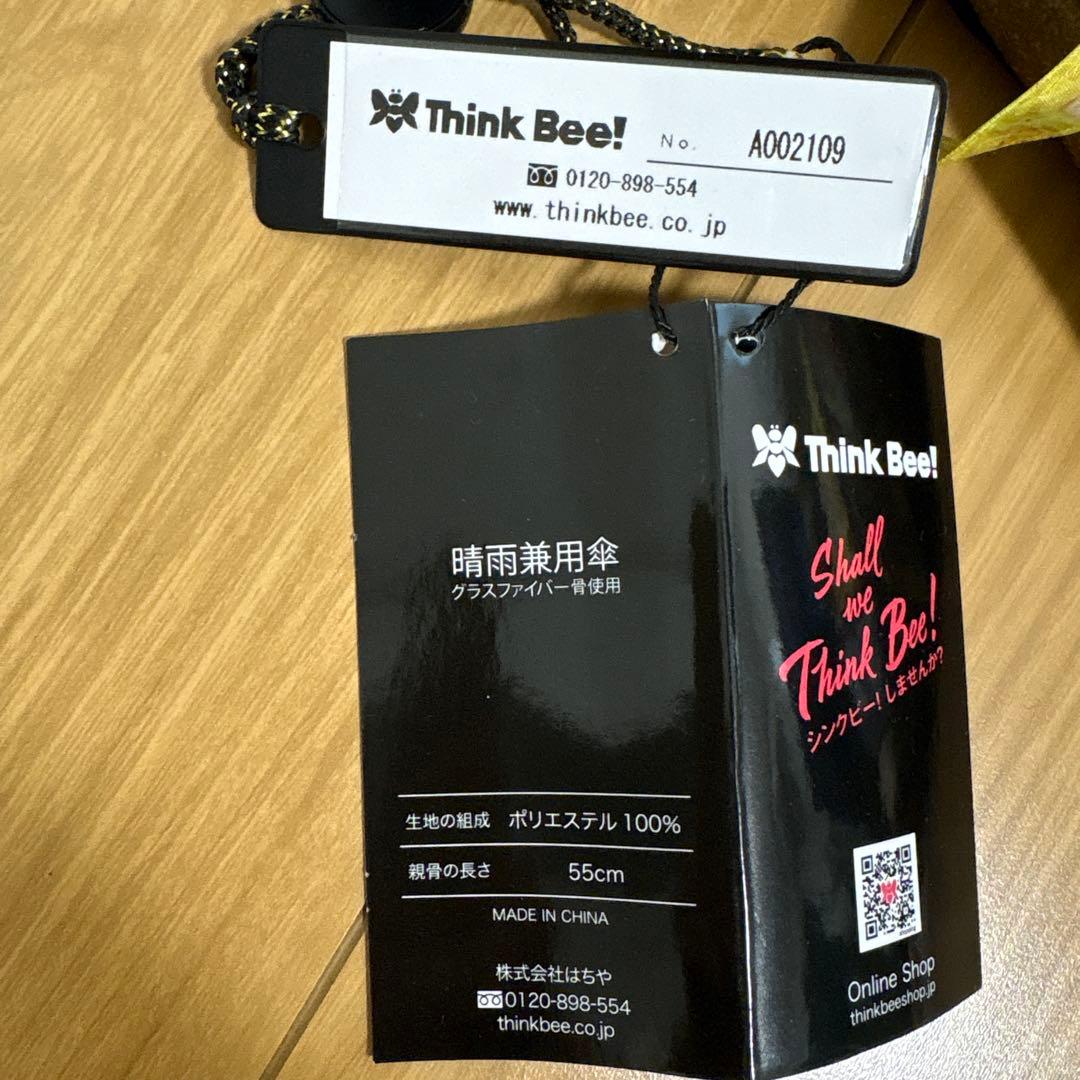 Think Bee!
No. A002109
0120-898-554
www.thinkbee.co.jp
晴雨兼用傘
グラスファイバー骨使用
生地の組成 ポリエステル 100%
親骨の長さ 55cm
MADE IN CHINA
株式会社はちや
0120-898-554
thinkbee.co.jp
Think Bee!
Shall
we
Think Bee!
シンクビー!しませんか?
Online Shop
thinkbeeshop.jp